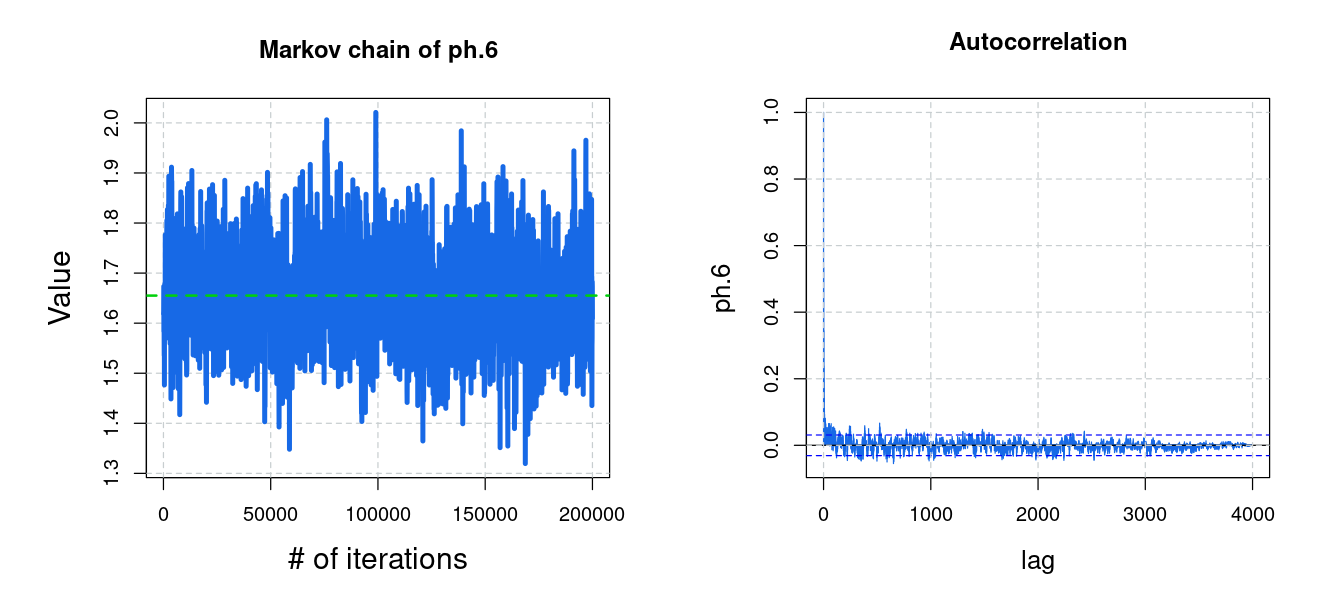 Markov chain of ph.6
Value
2.0
1.9
1.8
1.7
1.6
1.5
1.4
1.3
0 50000 100000 150000 200000
# of iterations
Autocorrelation
ph.6
1.0
0.8
0.6
0.4
0.2
0.0
0 1000 2000 3000 4000
lag